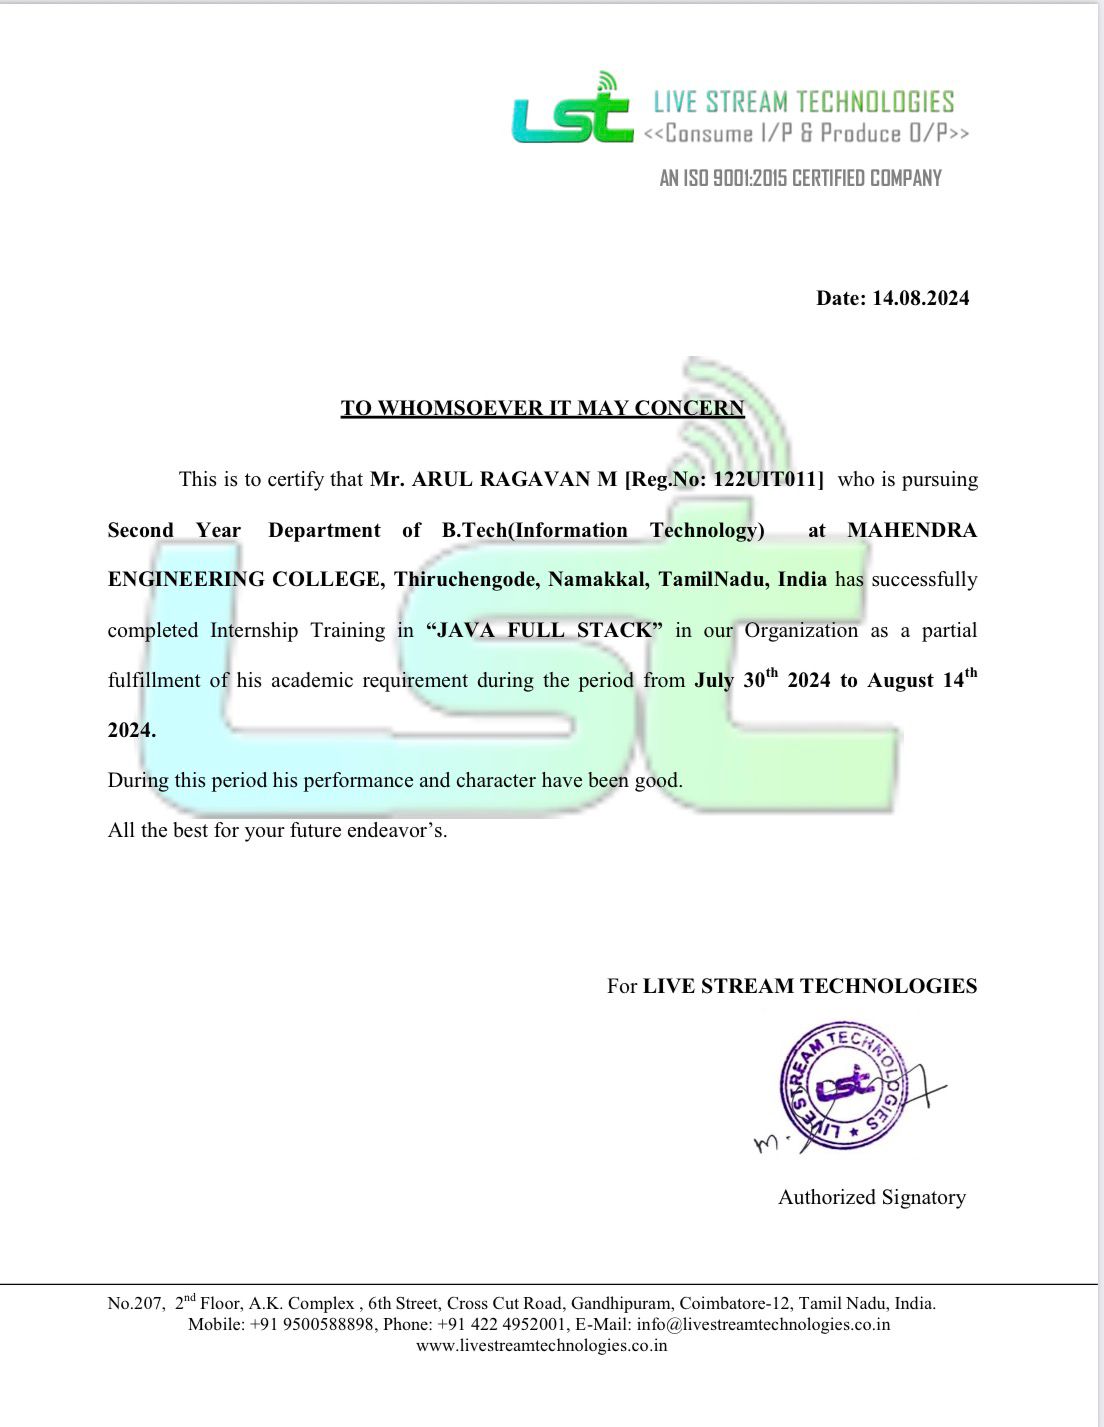 Lst LIVE STREAM TECHNOLOGIES
<<Consume I/P & Produce O/P>>
AN ISO 9001:2015 CERTIFIED COMPANY
Date: 14.08.2024
TO WHOMSOEVER IT MAY CONCERN
This is to certify that Mr. ARUL RAGAVAN M [Reg.No: 122UIT011] who is pursuing
Second Year Department of B.Tech(Information Technology) at MAHENDRA
ENGINEERING COLLEGE, Thiruchengode, Namakkal, TamilNadu, India has successfully
completed Internship Training in “JAVA FULL STACK” in our Organization as a partial
fulfillment of his academic requirement during the period from July 30th 2024 to August 14th
2024.
During this period his performance and character have been good.
All the best for your future endeavor’s.
Lst
For LIVE STREAM TECHNOLOGIES
LIVE STREAM TECHNOLOGIES
Lst
Authorized Signatory
No.207, 2nd Floor, A.K. Complex , 6th Street, Cross Cut Road, Gandhipuram, Coimbatore-12, Tamil Nadu, India.
Mobile: +91 9500588898, Phone: +91 422 4952001, E-Mail: info@livestreamtechnologies.co.in
www.livestreamtechnologies.co.in